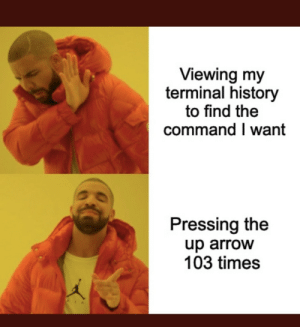 Viewing my
terminal history
to find the
command I want
Pressing the
up arrow
103 times